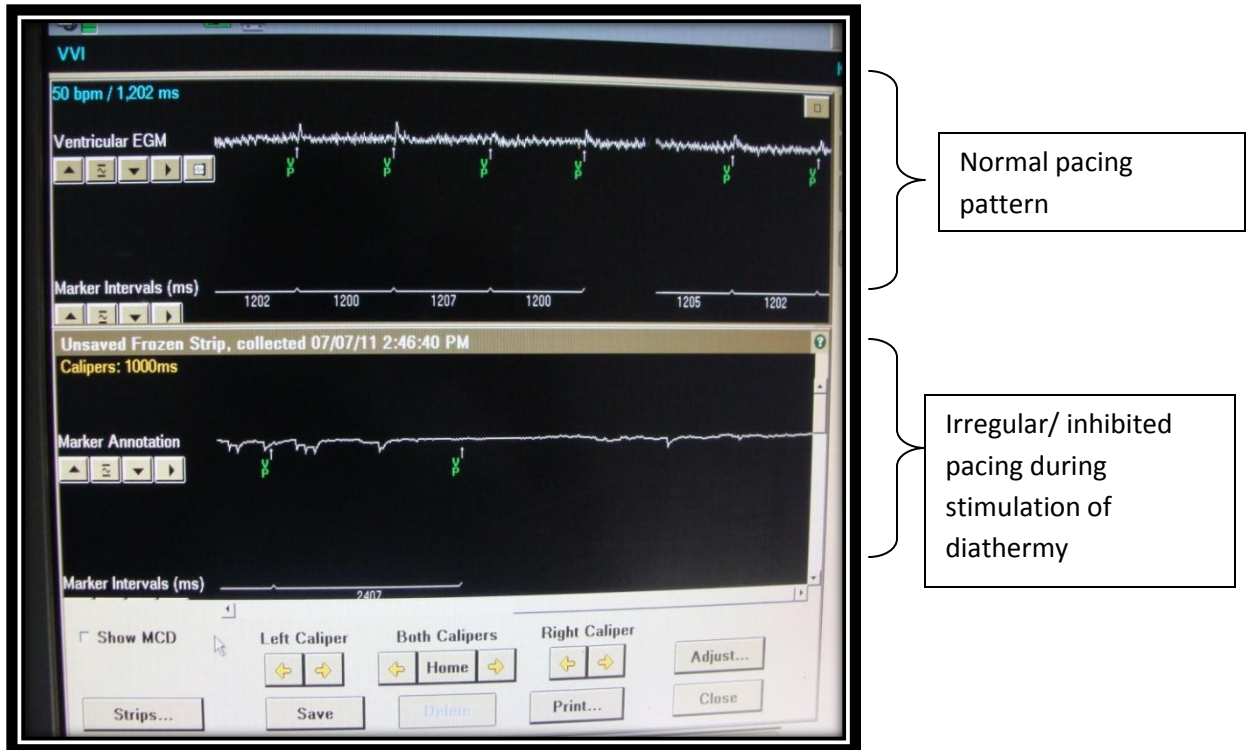 VVI
50 bpm / 1,202 ms
Ventricular EGM
VP VP VP VP VP VP
Marker Intervals (ms)
1202 1200 1207 1200 1205 1202
Unsaved Frozen Strip, collected 07/07/11 2:46:40 PM
Calipers: 1000ms
Marker Annotation
VP VP
Marker Intervals (ms)
2407
Show MCD
Left Caliper Both Calipers Right Caliper
Home
Adjust...
Strips... Save Delete Print... Close
Normal pacing
pattern
Irregular/ inhibited
pacing during
stimulation of
diathermy